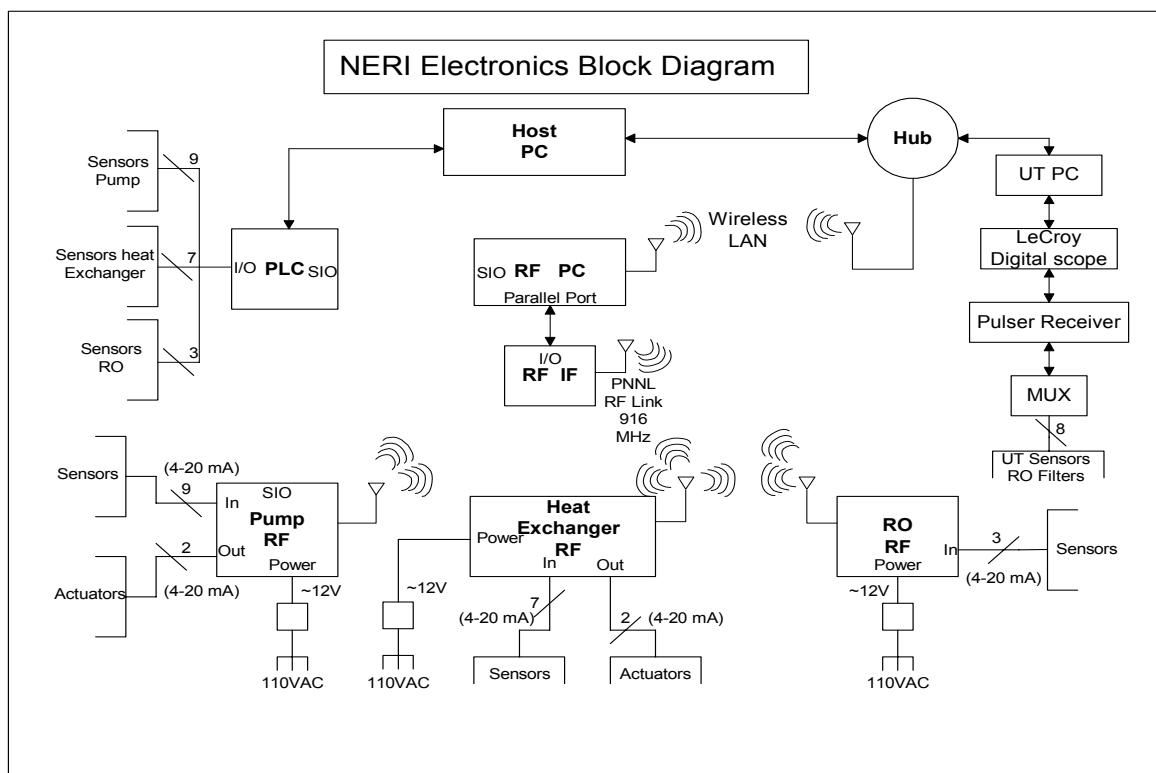 NERI Electronics Block Diagram
Host
PC
Hub
UT PC
LeCroy
Digital scope
Pulser Receiver
MUX
8
UT Sensors
RO Filters
Sensors
Pump
9
Sensors heat
Exchanger
7
Sensors
RO
3
I/O PLC SIO
Wireless
LAN
SIO RF PC
Parallel Port
I/O
RF IF
PNNL
RF Link
916
MHz
Sensors
(4-20 mA)
9
Actuators
2
(4-20 mA)
SIO
In
Pump
RF
Out
Power
~12V
110VAC
Heat
Exchanger
RF
Power
In
Out
~12V
110VAC
7
(4-20 mA)
Sensors
2
(4-20 mA)
Actuators
RO
RF
In
Power
3
(4-20 mA)
Sensors
~12V
110VAC